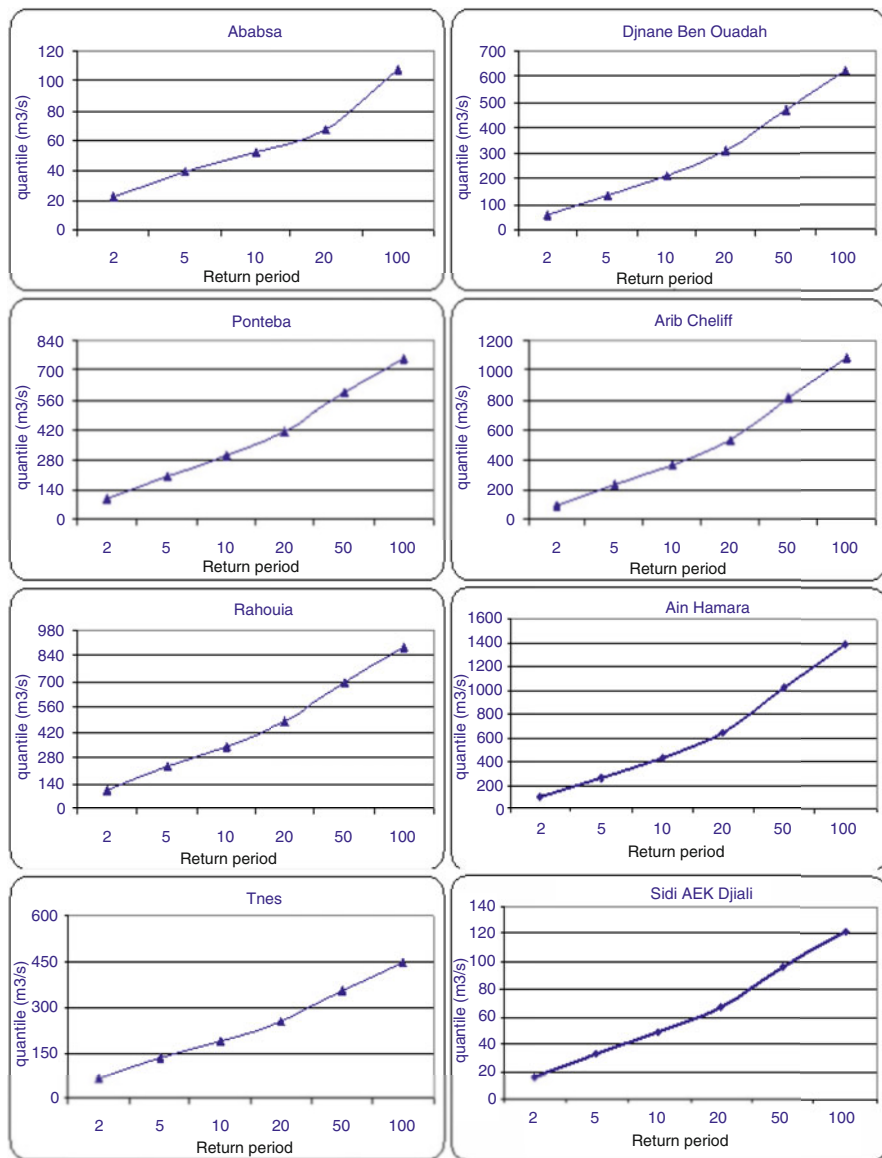 Ababsa
120
100
80
60
40
20
0
quantile (m3/s)
2 5 10 20 100
Return period
Djnane Ben Ouadah
700
600
500
400
300
200
100
0
quantile (m3/s)
2 5 10 20 50 100
Return period
Ponteba
840
700
560
420
280
140
0
quantile (m3/s)
2 5 10 20 50 100
Return period
Arib Cheliff
1200
1000
800
600
400
200
0
quantile (m3/s)
2 5 10 20 50 100
Return period
Rahouia
980
840
700
560
420
280
140
0
quantile (m3/s)
2 5 10 20 50 100
Return period
Ain Hamara
1600
1400
1200
1000
800
600
400
200
0
quantile (m3/s)
2 5 10 20 50 100
Return period
Tnes
600
450
300
150
0
quantile (m3/s)
2 5 10 20 50 100
Return period
Sidi AEK Djiali
140
120
100
80
60
40
20
0
quantile (m3/s)
2 5 10 20 50 100
Return period